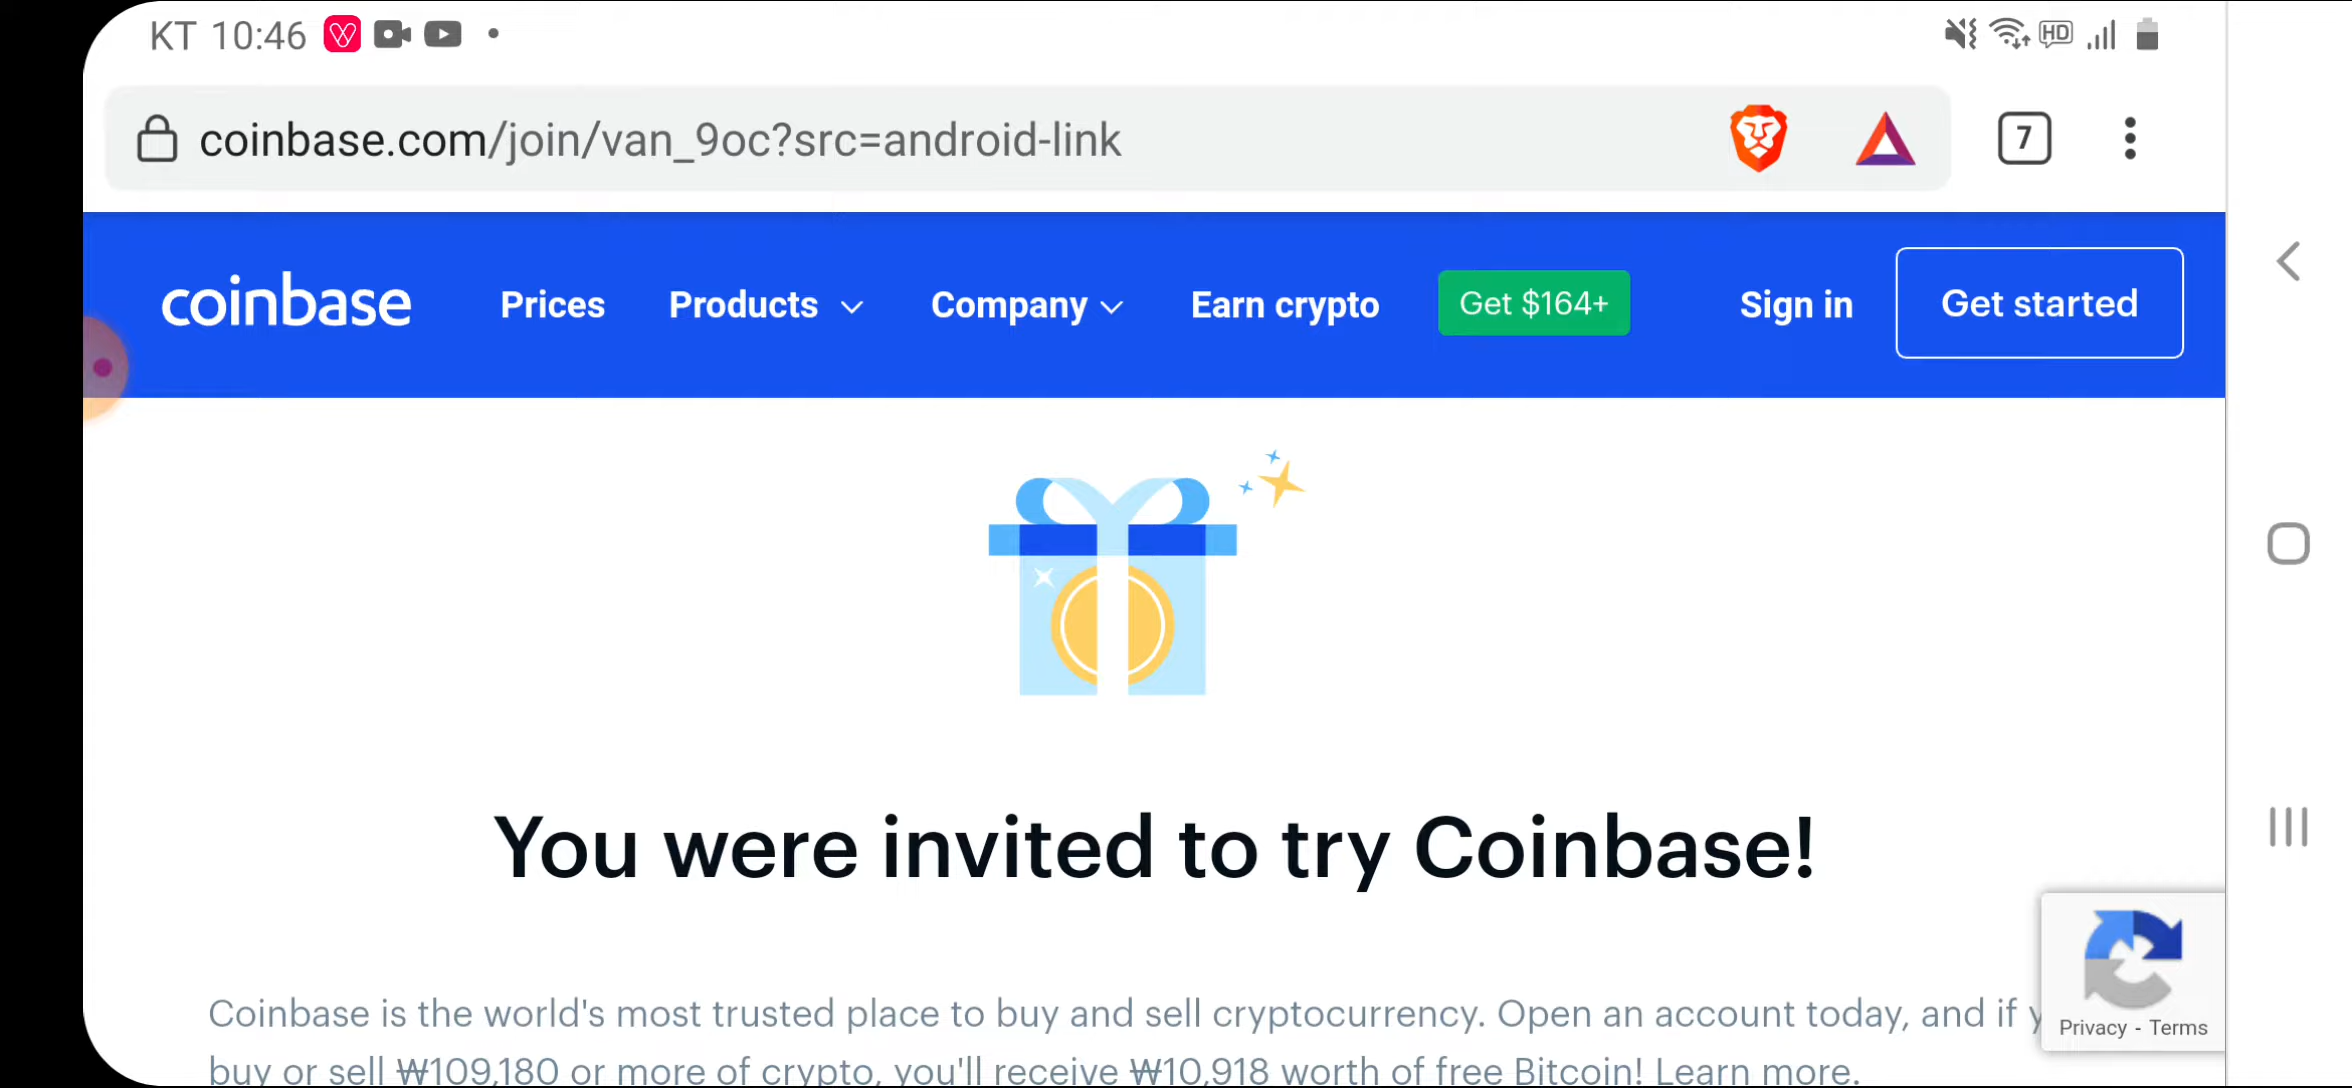 KT 10:46
HD
coinbase.com/join/van_9oc?src=android-link
7
coinbase Prices Products Company Earn crypto Get $164+ Sign in Get started
You were invited to try Coinbase!
Coinbase is the world's most trusted place to buy and sell cryptocurrency. Open an account today, and if
buy or sell ₩109,180 or more of crypto, you'll receive ₩10,918 worth of free Bitcoin! Learn more.
Privacy - Terms